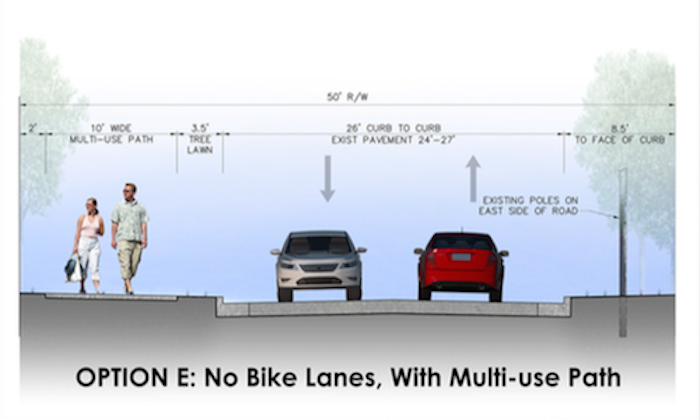 50' R/W
2'
10' WIDE
MULTI-USE PATH
3.5'
TREE
LAWN
26' CURB TO CURB
EXIST PAVEMENT 24'-27'
8.5'
TO FACE OF CURB
EXISTING POLES ON
EAST SIDE OF ROAD
OPTION E: No Bike Lanes, With Multi-use Path